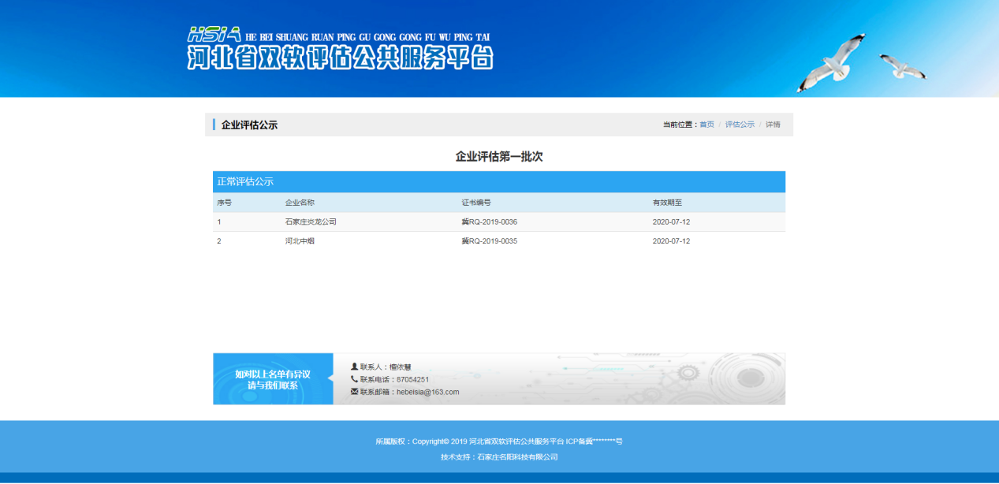 HSIA HE BEI SHUANG RUAN PING GU GONG GONG FU WU PING TAI
河北省双软评估公共服务平台
企业评估公示 当前位置：首页 / 评估公示 / 详情
企业评估第一批次
正常评估公示
序号 企业名称 证书编号 有效期至
1 石家庄炎龙公司 冀RQ-2019-0036 2020-07-12
2 河北中烟 冀RQ-2019-0035 2020-07-12
如对以上名单有异议
请与我们联系
联系人：檀依慧
联系电话：87054251
联系邮箱：hebeisia@163.com
所属版权：Copyright© 2019 河北省双软评估公共服务平台 ICP备冀********号
技术支持：石家庄名阳科技有限公司